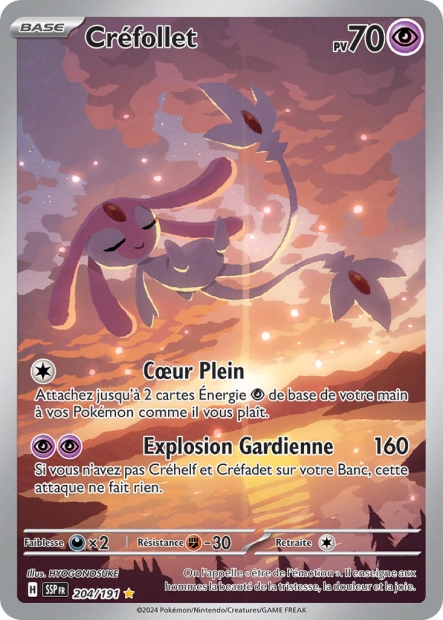 BASE Créfollet PV70
Cœur Plein
Attachez jusqu'à 2 cartes Énergie de base de votre main
à vos Pokémon comme il vous plaît.
Explosion Gardienne 160
Si vous n'avez pas Créhelf et Créfadet sur votre Banc, cette
attaque ne fait rien.
Faiblesse ×2 Résistance -30 Retraite
Illus. HYOGONOSUKE
H SSP FR 204/191
On l'appelle « être de l'émotion ». Il enseigne aux
hommes la beauté de la tristesse, la douleur et la joie.
©2024 Pokémon/Nintendo/Creatures/GAME FREAK